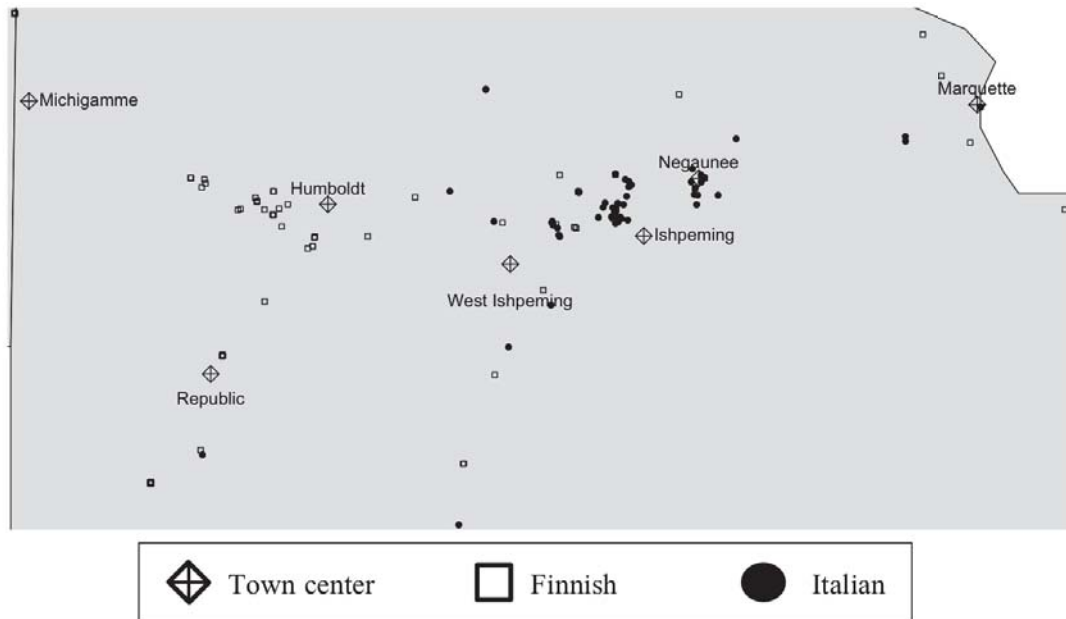 Michigamme
Marquette
Negaunee
Humboldt
Ishpeming
West Ishpeming
Republic
Town center
Finnish
Italian